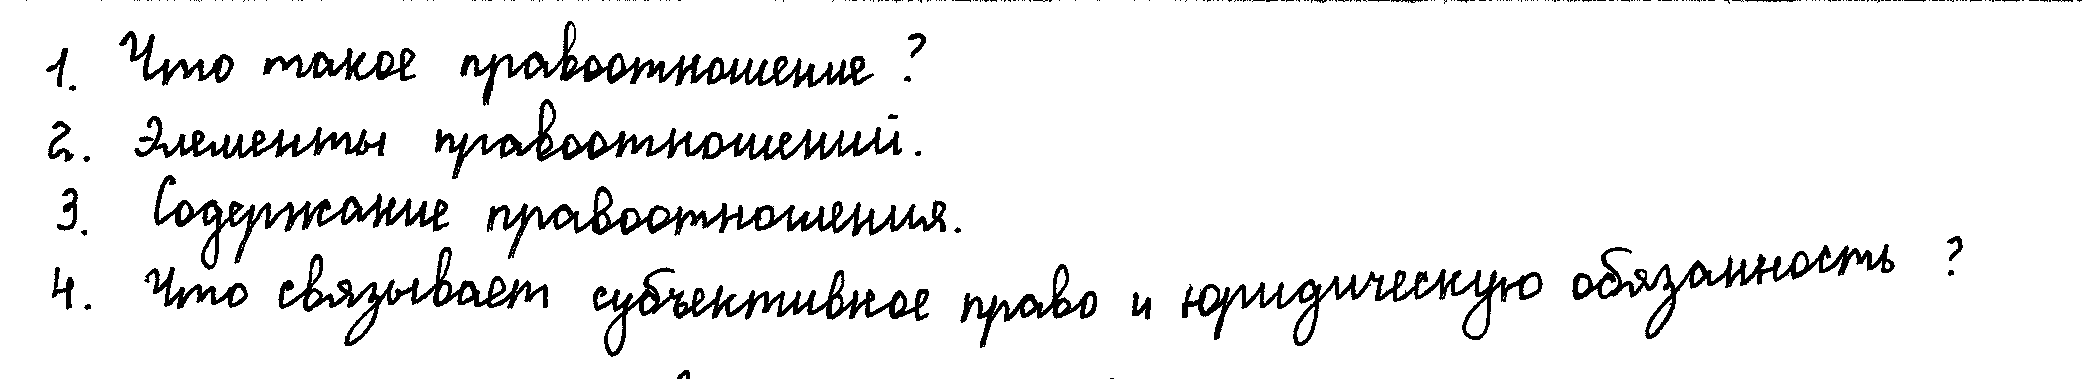 1. Что такое правоотношение?
2. Элементы правоотношений.
3. Содержание правоотношения.
4. Что связывает субъективное право и юридическую обязанность?